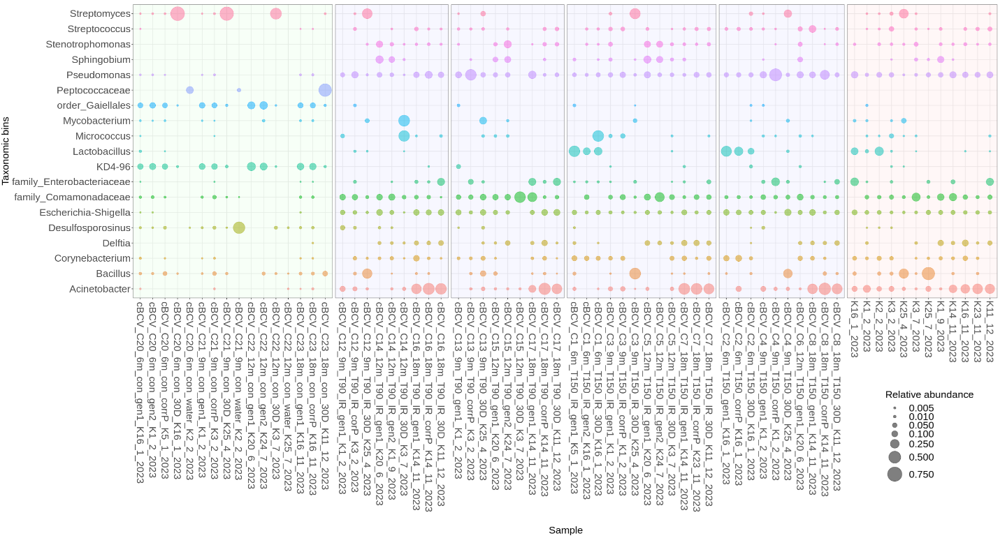 Taxonomic bins
Streptomyces
Streptococcus
Stenotrophomonas
Sphingobium
Pseudomonas
Peptococcaceae
order_Gaiellales
Mycobacterium
Micrococcus
Lactobacillus
KD4-96
family_Enterobacteriaceae
family_Comamonadaceae
Escherichia-Shigella
Desulfosporosinus
Delftia
Corynebacterium
Bacillus
Acinetobacter
cBCV_C20_6m_con_gen1_K16_1_2023
cBCV_C20_6m_con_gen2_K1_2_2023
cBCV_C20_6m_con_corrP_K5_1_2023
cBCV_C20_6m_con_30D_K16_1_2023
cBCV_C20_6m_con_water_K2_2_2023
cBCV_C21_9m_con_gen1_K1_2_2023
cBCV_C21_9m_con_corrP_K3_2_2023
cBCV_C21_9m_con_30D_K25_4_2023
cBCV_C21_9m_con_water_K2_2_2023
cBCV_C22_12m_con_gen1_K20_6_2023
cBCV_C22_12m_con_gen2_K24_7_2023
cBCV_C22_12m_con_30D_K3_7_2023
cBCV_C22_12m_con_water_K25_7_2023
cBCV_C23_18m_con_gen1_K16_11_2023
cBCV_C23_18m_con_corrP_K16_11_2023
cBCV_C23_18m_con_30D_K11_12_2023
cBCV_C12_9m_T90_IR_gen1_K1_2_2023
cBCV_C12_9m_T90_IR_corrP_K3_2_2023
cBCV_C12_9m_T90_IR_30D_K25_4_2023
cBCV_C14_12m_T90_IR_gen1_K20_6_2023
cBCV_C14_12m_T90_IR_gen2_K1_9_2023
cBCV_C14_12m_T90_IR_30D_K3_7_2023
cBCV_C16_18m_T90_IR_gen1_K14_11_2023
cBCV_C16_18m_T90_IR_corrP_K14_11_2023
cBCV_C16_18m_T90_IR_30D_K11_12_2023
cBCV_C13_9m_T90_gen1_K1_2_2023
cBCV_C13_9m_T90_corrP_K3_2_2023
cBCV_C13_9m_T90_30D_K25_4_2023
cBCV_C15_12m_T90_gen1_K20_6_2023
cBCV_C15_12m_T90_gen2_K24_7_2023
cBCV_C15_12m_T90_30D_K3_7_2023
cBCV_C17_18m_T90_gen1_K14_11_2023
cBCV_C17_18m_T90_corrP_K14_11_2023
cBCV_C17_18m_T90_30D_K11_12_2023
cBCV_C1_6m_T150_IR_gen1_K5_1_2023
cBCV_C1_6m_T150_IR_gen2_K16_1_2023
cBCV_C1_6m_T150_IR_30D_K16_1_2023
cBCV_C3_9m_T150_IR_gen1_K1_2_2023
cBCV_C3_9m_T150_IR_corrP_K3_2_2023
cBCV_C3_9m_T150_IR_30D_K25_4_2023
cBCV_C5_12m_T150_IR_gen1_K20_6_2023
cBCV_C5_12m_T150_IR_gen2_K24_7_2023
cBCV_C5_12m_T150_IR_30D_K3_7_2023
cBCV_C7_18m_T150_IR_gen1_K14_11_2023
cBCV_C7_18m_T150_IR_corrP_K23_11_2023
cBCV_C7_18m_T150_IR_30D_K11_12_2023
cBCV_C2_6m_T150_gen1_K16_1_2023
cBCV_C2_6m_T150_corrP_K16_1_2023
cBCV_C2_6m_T150_30D_K16_1_2023
cBCV_C4_9m_T150_gen1_K1_2_2023
cBCV_C4_9m_T150_corrP_K1_2_2023
cBCV_C4_9m_T150_30D_K25_4_2023
cBCV_C6_12m_T150_gen1_K20_6_2023
cBCV_C8_18m_T150_gen1_K14_11_2023
cBCV_C8_18m_T150_corrP_K14_11_2023
cBCV_C8_18m_T150_30D_K11_12_2023
K16_1_2023
K1_2_2023
K2_2_2023
K3_2_2023
K25_4_2023
K3_7_2023
K25_7_2023
K1_9_2023
K14_11_2023
K16_11_2023
K23_11_2023
K11_12_2023
Relative abundance
0.005
0.010
0.050
0.100
0.250
0.500
0.750
Sample